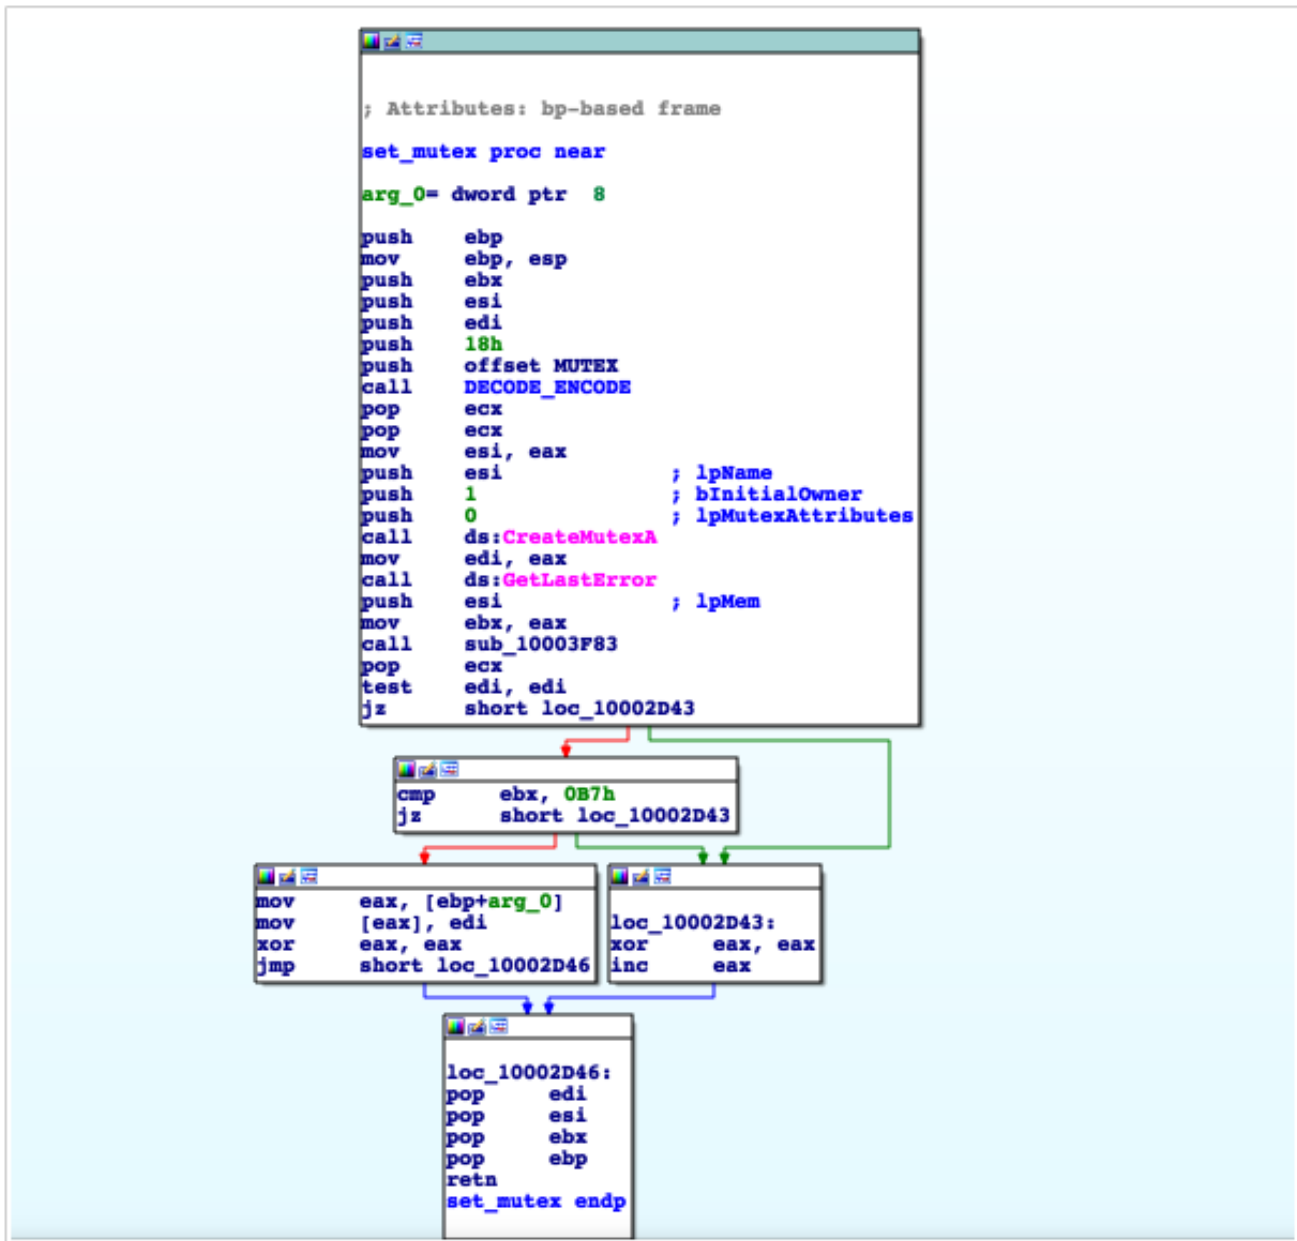 ; Attributes: bp-based frame
set_mutex proc near
arg_0= dword ptr  8
push    ebp
mov     ebp, esp
push    ebx
push    esi
push    edi
push    18h
push    offset MUTEX
call    DECODE_ENCODE
pop     ecx
pop     ecx
mov     esi, eax
push    esi             ; lpName
push    1               ; bInitialOwner
push    0               ; lpMutexAttributes
call    ds:CreateMutexA
mov     edi, eax
call    ds:GetLastError
push    esi             ; lpMem
mov     ebx, eax
call    sub_10003F83
pop     ecx
test    edi, edi
jz      short loc_10002D43
cmp     ebx, 0B7h
jz      short loc_10002D43
mov     eax, [ebp+arg_0]
mov     [eax], edi
xor     eax, eax
jmp     short loc_10002D46
loc_10002D43:
xor     eax, eax
inc     eax
loc_10002D46:
pop     edi
pop     esi
pop     ebx
pop     ebp
retn
set_mutex endp